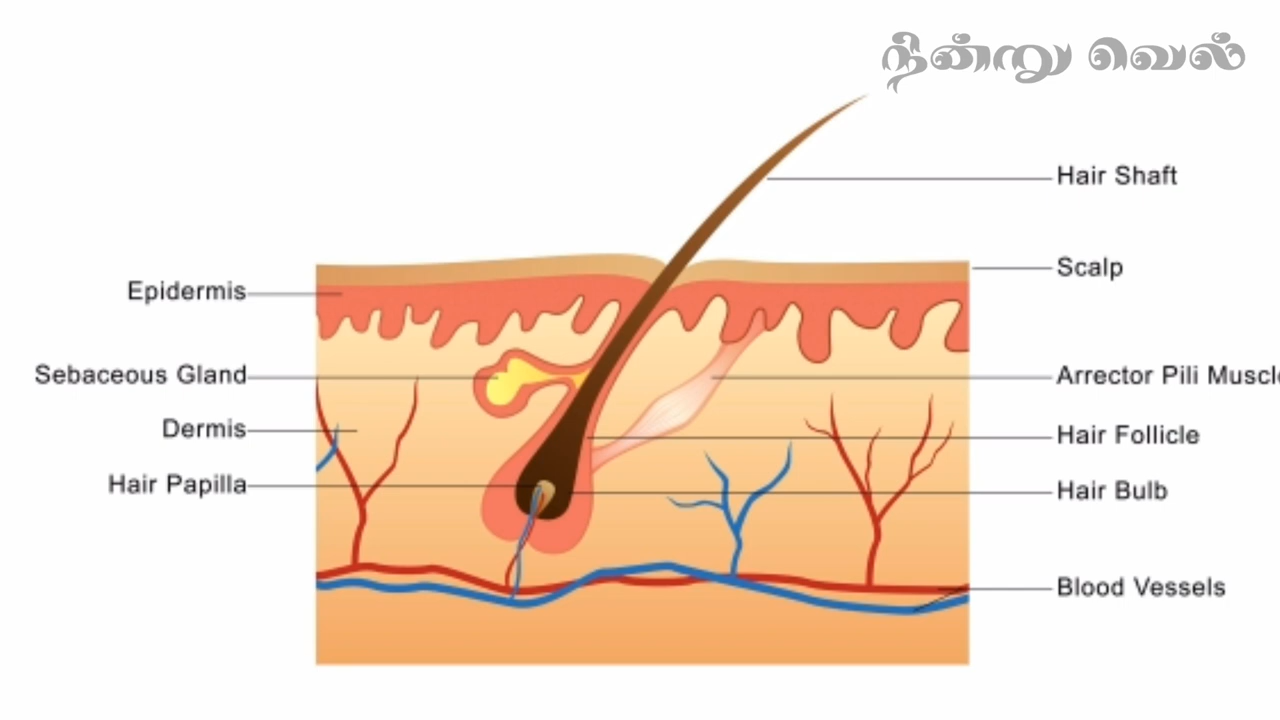 நின்று வெல்
Hair Shaft
Scalp
Epidermis
Sebaceous Gland
Arrector Pili Muscl
Dermis
Hair Follicle
Hair Papilla
Hair Bulb
Blood Vessels